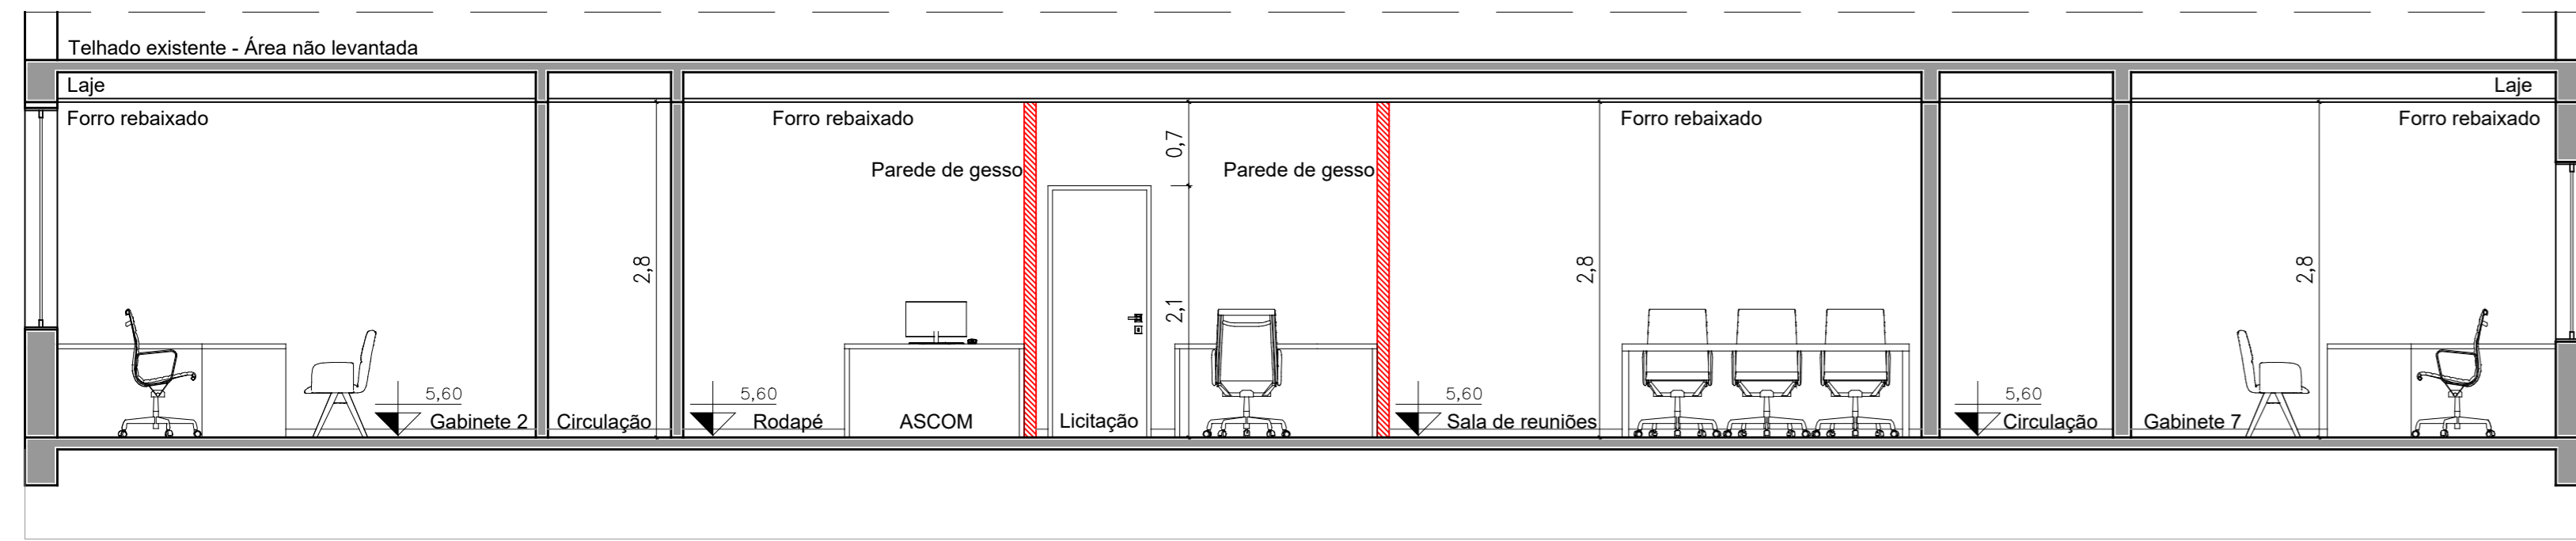 Telhado existente - Área não levantada
Laje
Laje
Forro rebaixado
Forro rebaixado
Forro rebaixado
Forro rebaixado
0,7
Parede de gesso
Parede de gesso
2,8
2,8
2,8
2,1
5,60
5,60
5,60
5,60
Gabinete 2
Circulação
Rodapé
ASCOM
Licitação
Sala de reuniões
Circulação
Gabinete 7